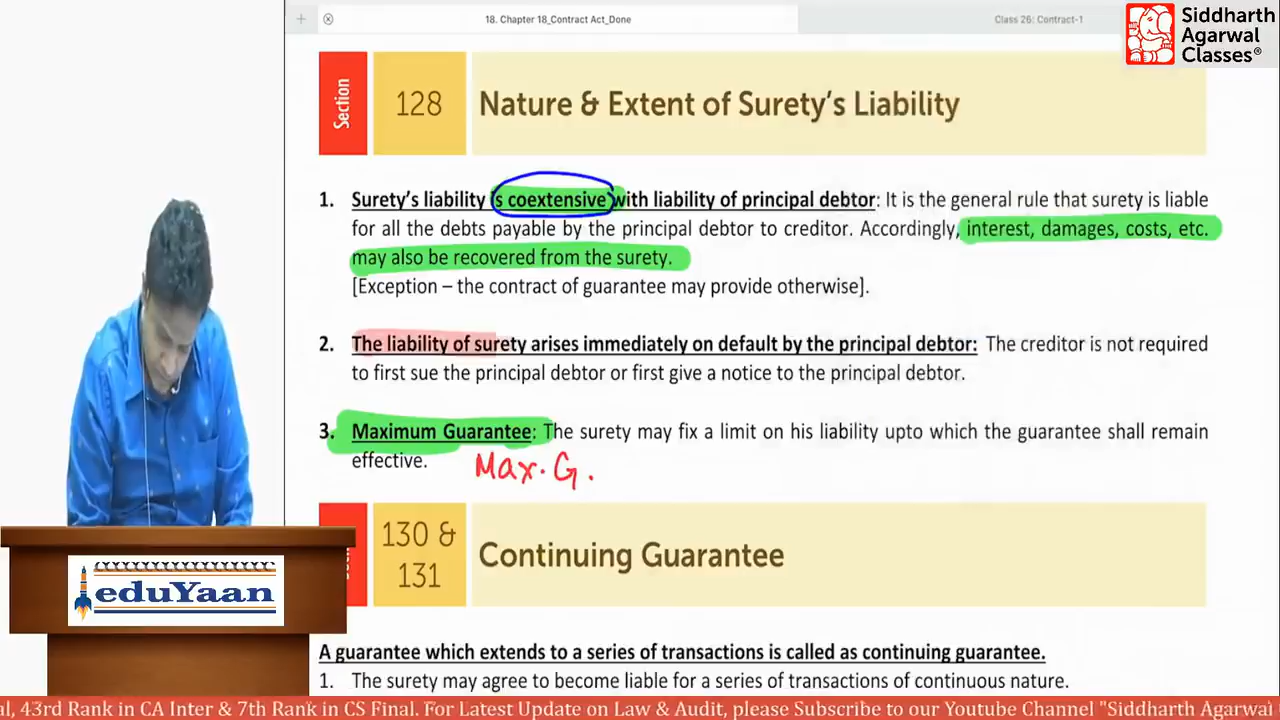 18. Chapter 18_Contract Act_Done
Class 26: Contract-1
Siddharth
Agarwal
Classes®
Section
128
Nature & Extent of Surety's Liability
1. Surety's liability is coextensive with liability of principal debtor: It is the general rule that surety is liable
for all the debts payable by the principal debtor to creditor. Accordingly, interest, damages, costs, etc.
may also be recovered from the surety.
[Exception – the contract of guarantee may provide otherwise].
2. The liability of surety arises immediately on default by the principal debtor: The creditor is not required
to first sue the principal debtor or first give a notice to the principal debtor.
3. Maximum Guarantee: The surety may fix a limit on his liability upto which the guarantee shall remain
effective.
Max. G.
130 &
131
Continuing Guarantee
eduYaan
A guarantee which extends to a series of transactions is called as continuing guarantee.
1. The surety may agree to become liable for a series of transactions of continuous nature.
al, 43rd Rank in CA Inter & 7th Rank in CS Final. For Latest Update on Law & Audit, please Subscribe to our Youtube Channel "Siddharth Agarwal